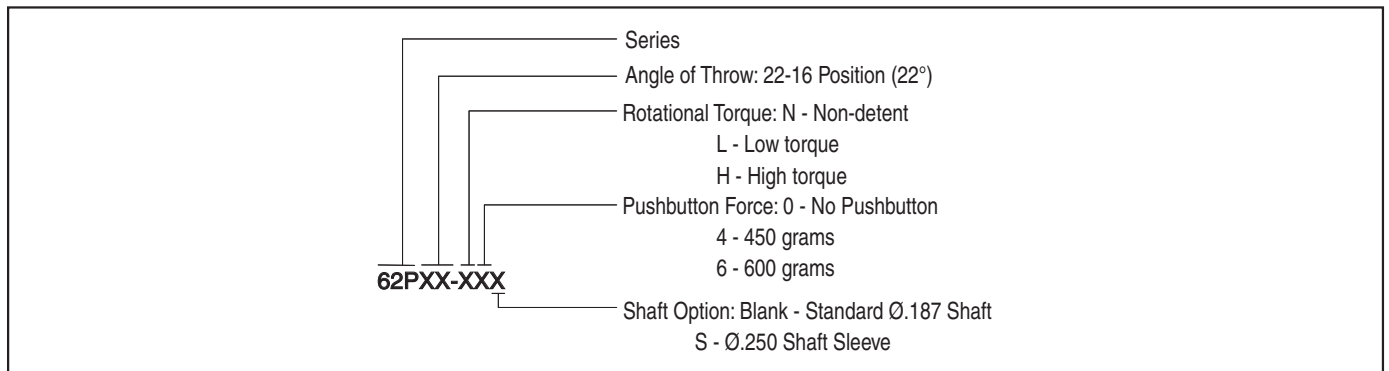 Series
Angle of Throw: 22-16 Position (22°)
Rotational Torque: N - Non-detent
L - Low torque
H - High torque
Pushbutton Force: 0 - No Pushbutton
4 - 450 grams
6 - 600 grams
62PXX-XXX
Shaft Option: Blank - Standard Ø.187 Shaft
S - Ø.250 Shaft Sleeve